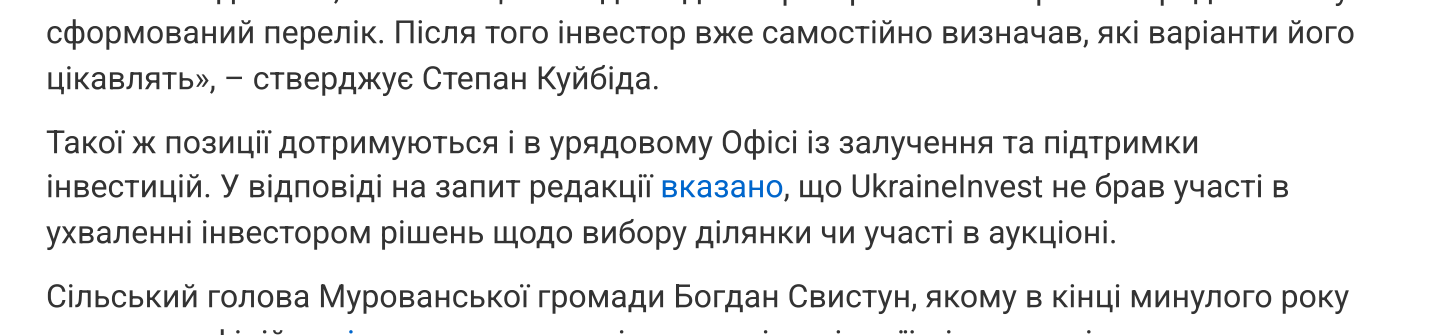 сформований перелік. Після того інвестор вже самостійно визначав, які варіанти його
цікавлять», – стверджує Степан Куйбіда.
Такої ж позиції дотримуються і в урядовому Офісі із залучення та підтримки
інвестицій. У відповіді на запит редакції вказано, що UkraineInvest не брав участі в
ухваленні інвестором рішень щодо вибору ділянки чи участі в аукціоні.
Сільський голова Мурованської громади Богдан Свистун, якому в кінці минулого року